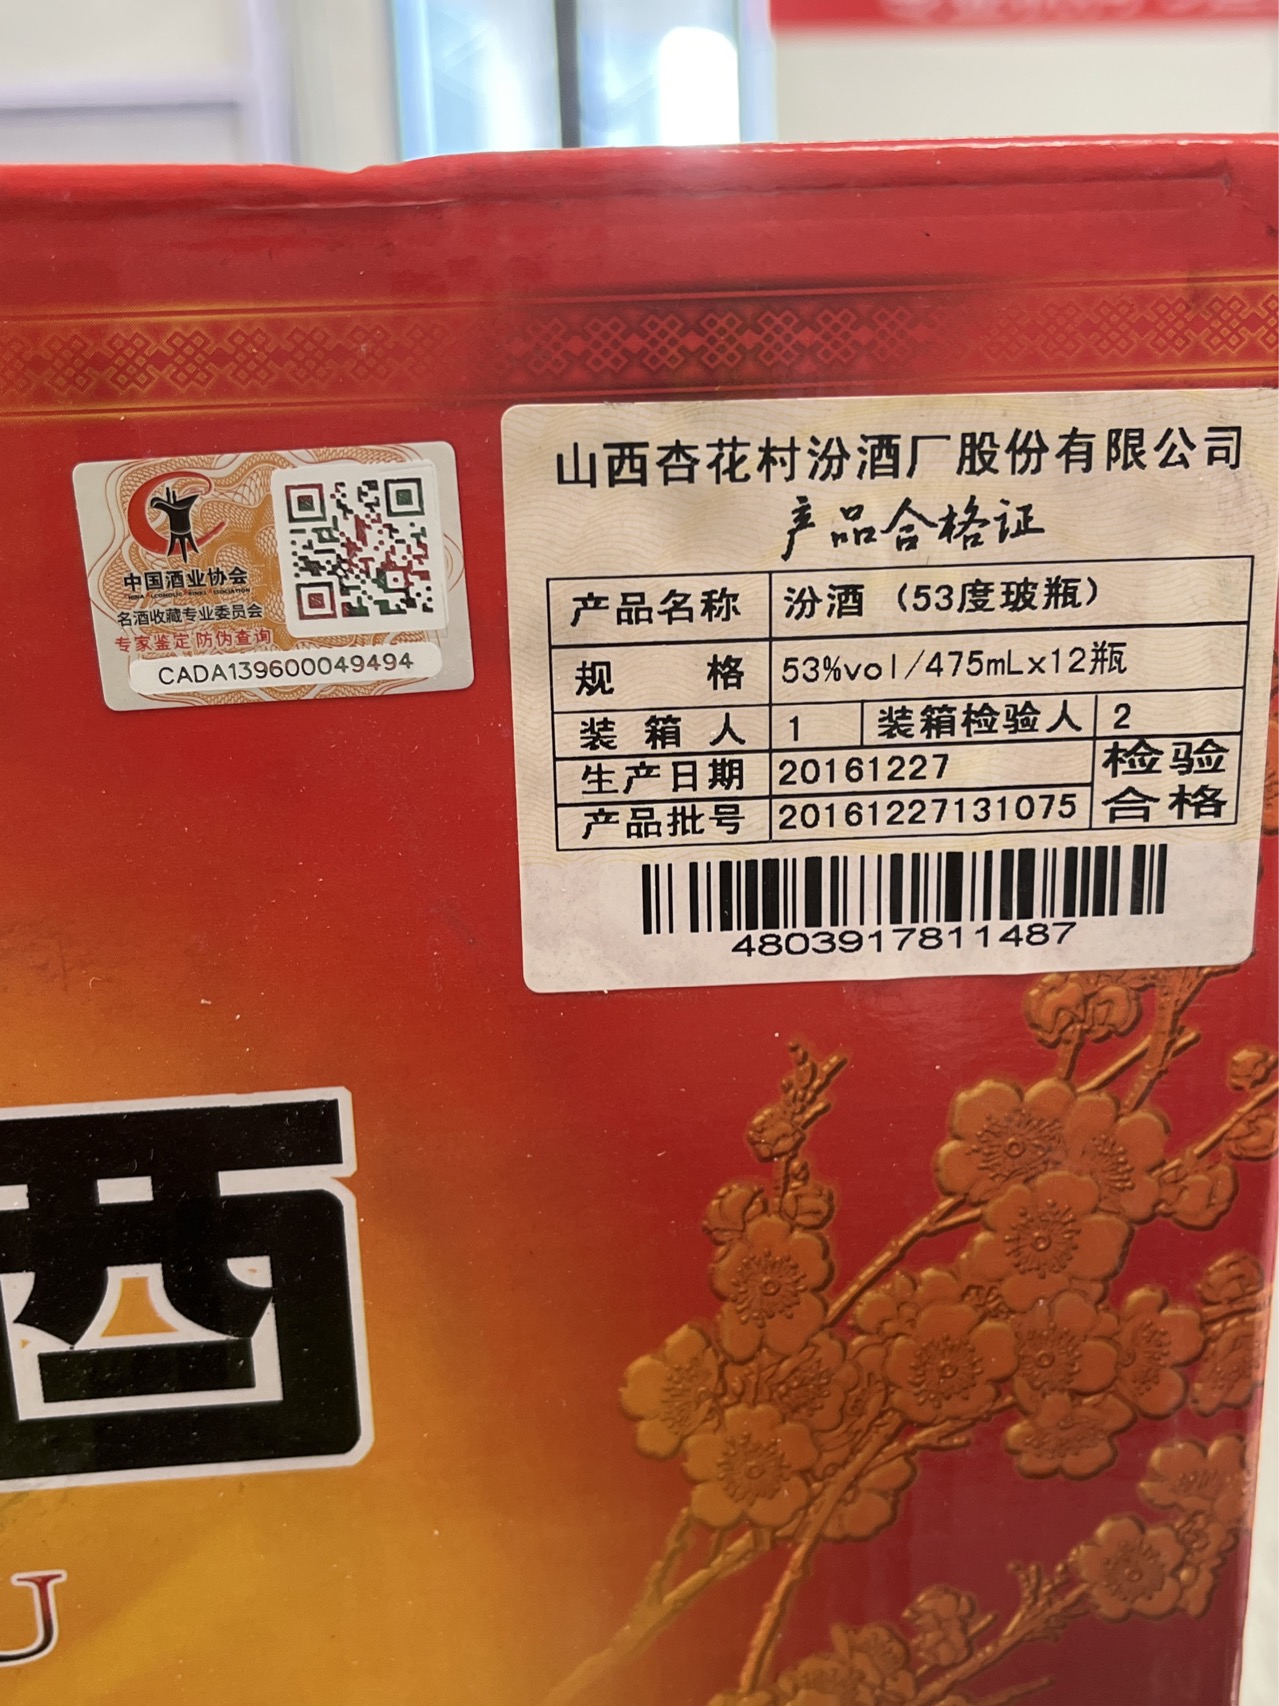 中国酒业协会
名酒收藏专业委员会
专家鉴定 防伪查询
CADA139600049494
山西杏花村汾酒厂股份有限公司
产品合格证
产品名称 汾酒（53度玻瓶）
规 格 53%vol/475mLx12瓶
装 箱 人 1 装箱检验人 2
生产日期 20161227 检验
产品批号 20161227131075 合格
4803917811487
U